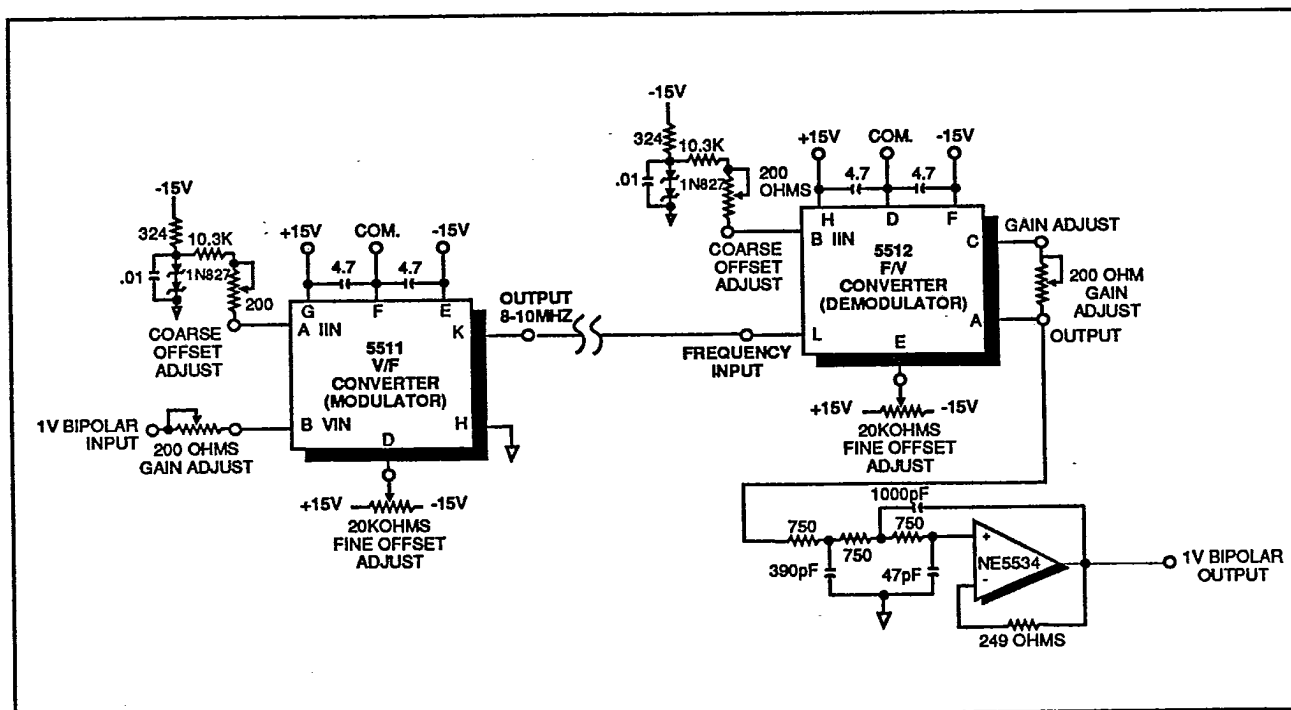 -15V
324
10.3K
.01
1N827
200
COARSE
OFFSET
ADJUST
+15V
COM.
-15V
4.7
4.7
G
F
E
A IIN
K
5511
V/F
CONVERTER
(MODULATOR)
B VIN
H
D
1V BIPOLAR
INPUT
200 OHMS
GAIN ADJUST
+15V
-15V
20KOHMS
FINE OFFSET
ADJUST
OUTPUT
8-10MHZ
FREQUENCY
INPUT
-15V
324
10.3K
.01
1N827
200
OHMS
COARSE
OFFSET
ADJUST
+15V
COM.
-15V
4.7
4.7
H
D
F
B IIN
C
5512
F/V
CONVERTER
(DEMODULATOR)
L
A
E
GAIN ADJUST
200 OHM
GAIN
ADJUST
OUTPUT
+15V
-15V
20KOHMS
FINE OFFSET
ADJUST
1000pF
750
750
750
390pF
47pF
+
NE5534
-
249 OHMS
1V BIPOLAR
OUTPUT